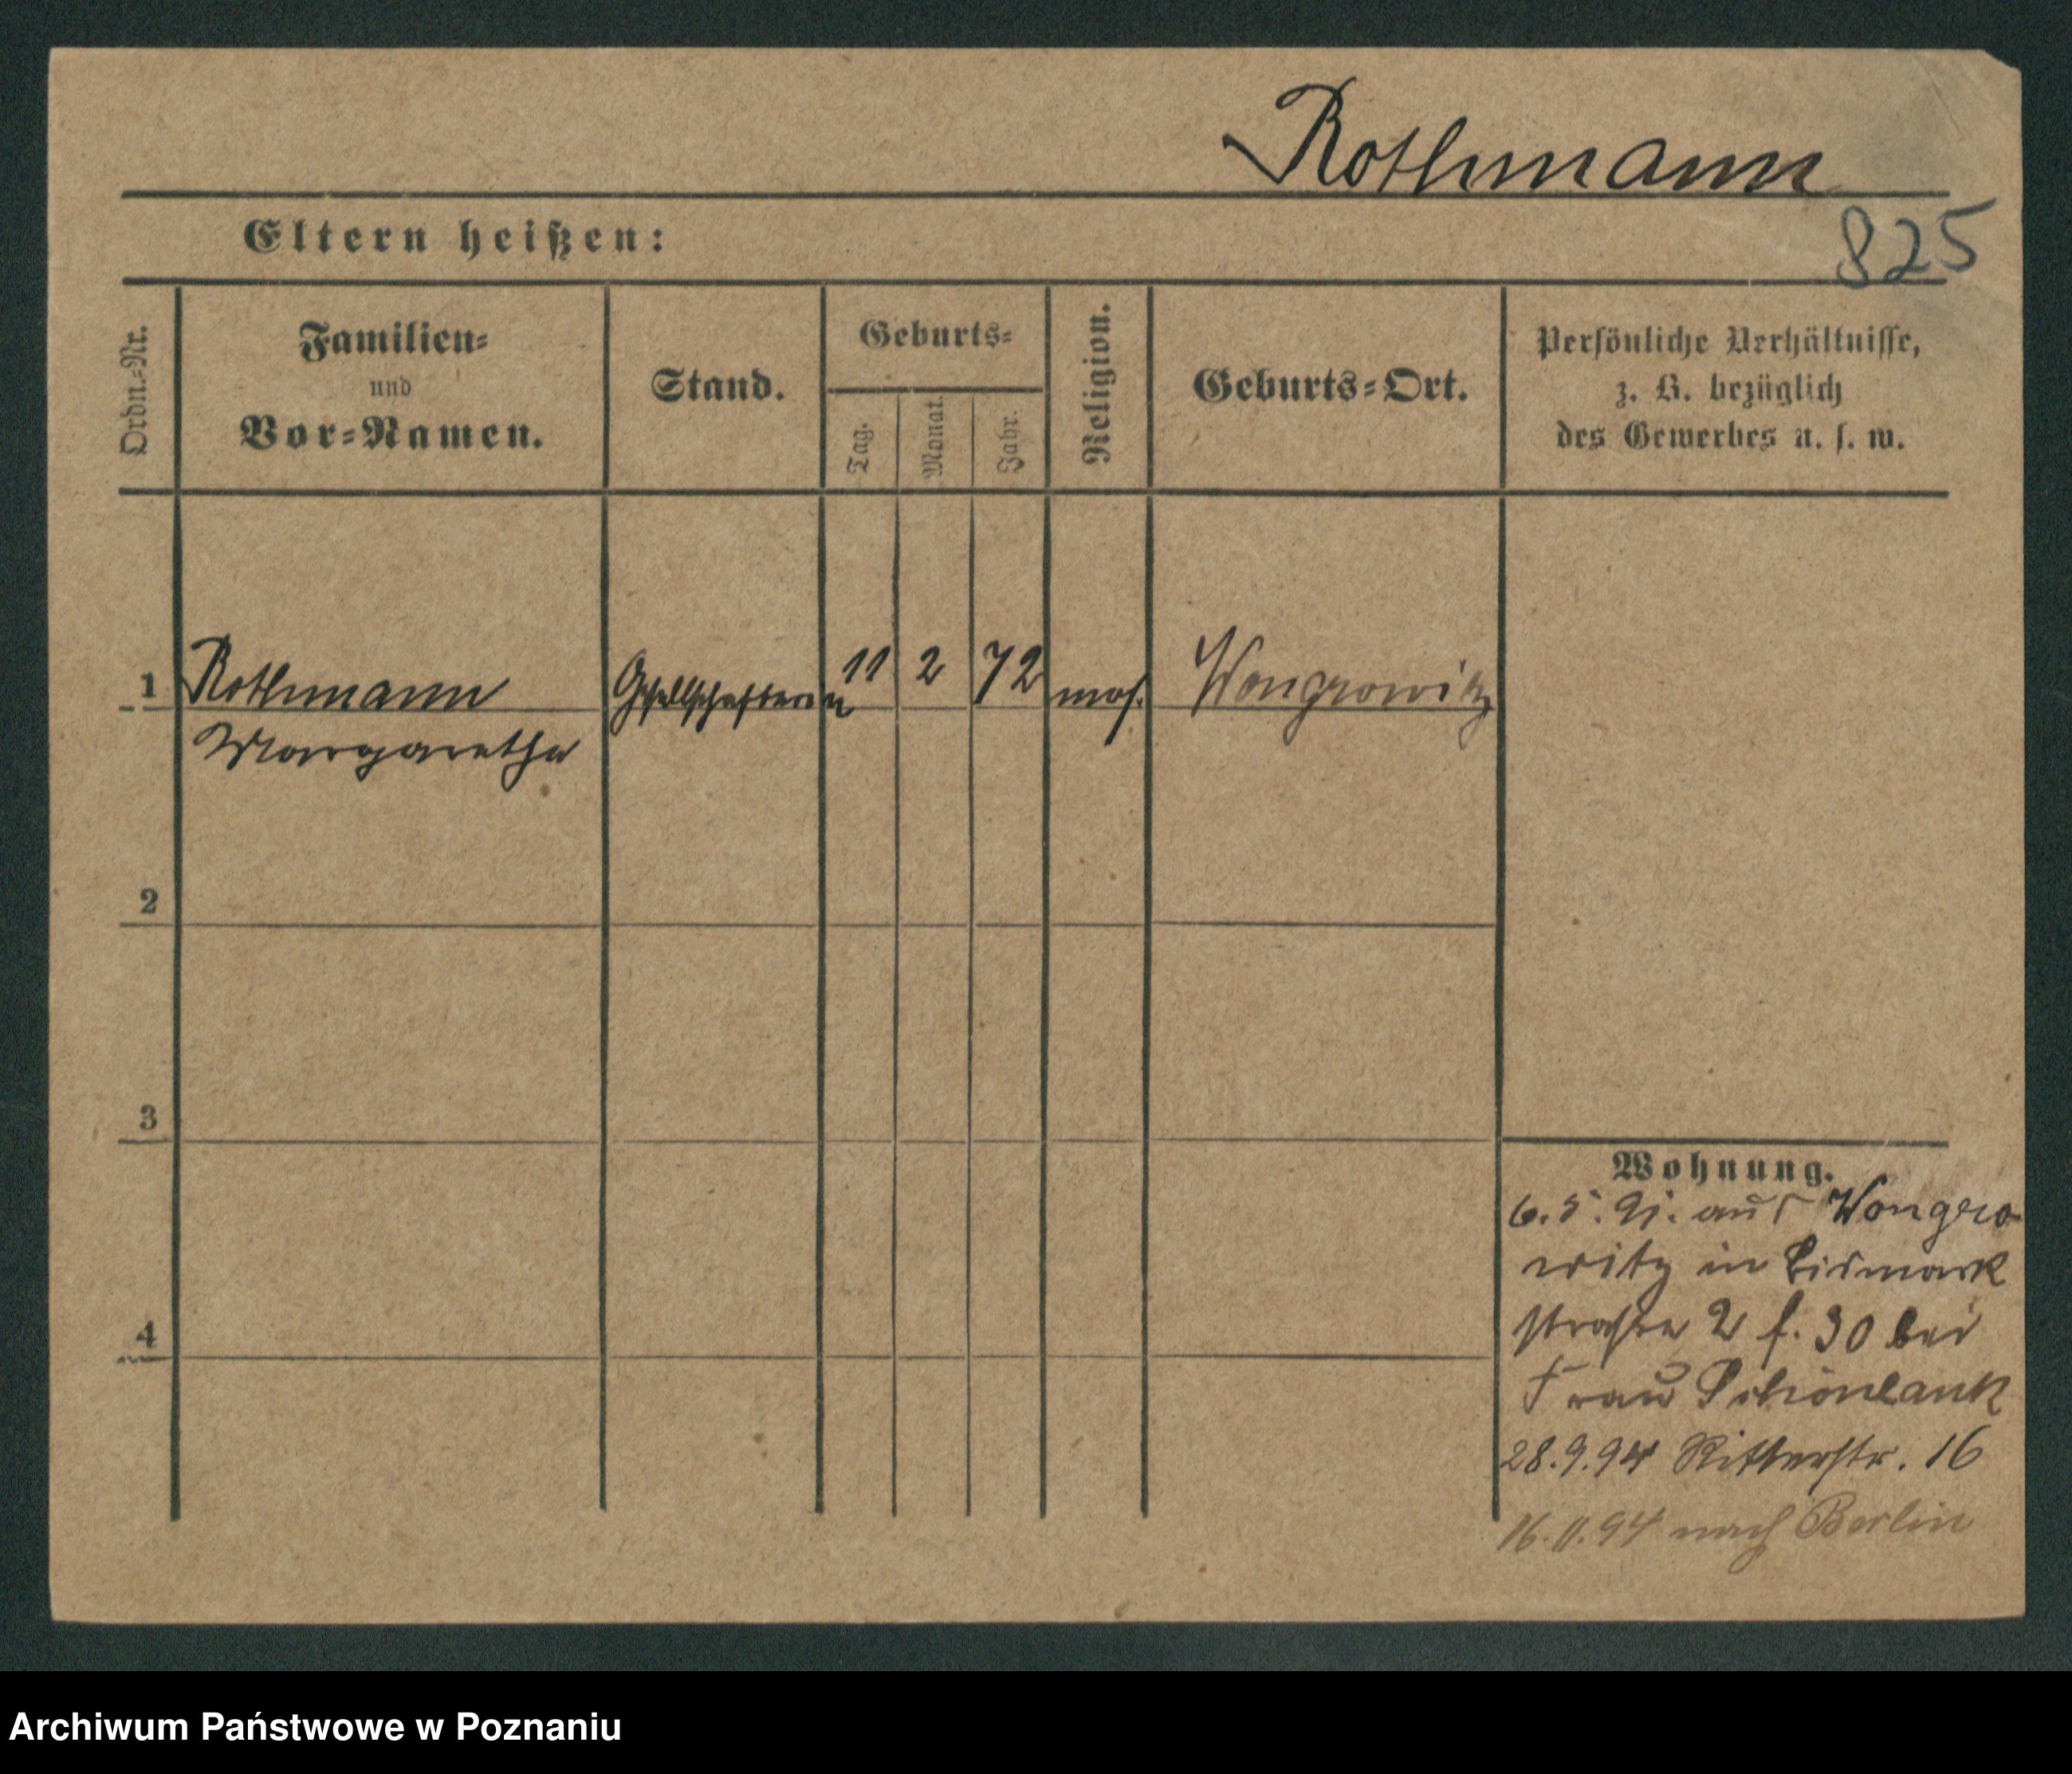 Rothmann
Eltern heißen:
825
Ordn.-Nr.
Familien-
und
Vor-Namen.
Stand.
Geburts-
Tag.
Monat.
Jahr.
Religion.
Geburts-Ort.
Persönliche Verhältnisse,
z. B. bezüglich
des Gewerbes u. s. w.
1 Rothmann Gesellschafterin 11 2 72 mos. Wongrowitz
Margarethe
2
3
4
Wohnung.
6.5.91. aus Wongro
witz in Bismark
straße 2 f. 30 bei
Frau Schönlank
28.9.94 Ritterstr. 16
16.11.94 nach Berlin
Archiwum Państwowe w Poznaniu